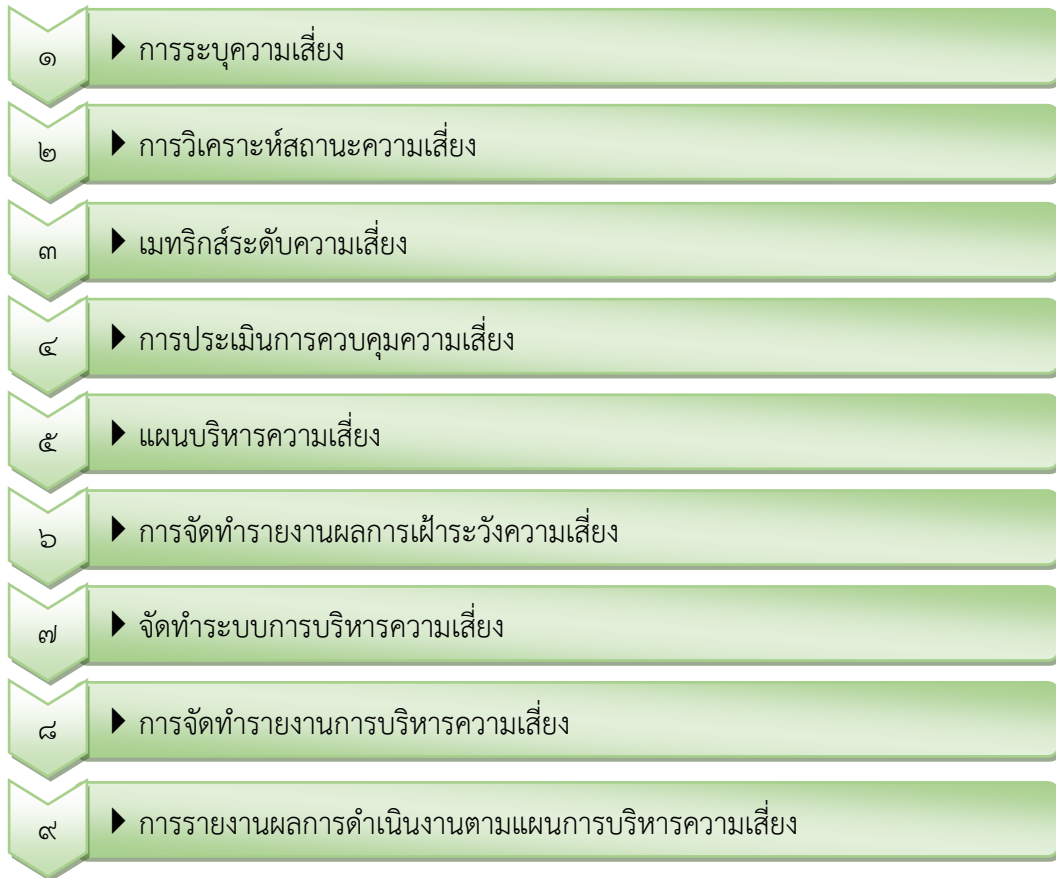 ๑ การระบุความเสี่ยง
๒ การวิเคราะห์สถานะความเสี่ยง
๓ เมทริกส์ระดับความเสี่ยง
๔ การประเมินการควบคุมความเสี่ยง
๕ แผนบริหารความเสี่ยง
๖ การจัดทำรายงานผลการเฝ้าระวังความเสี่ยง
๗ จัดทำระบบการบริหารความเสี่ยง
๘ การจัดทำรายงานการบริหารความเสี่ยง
๙ การรายงานผลการดำเนินงานตามแผนการบริหารความเสี่ยง